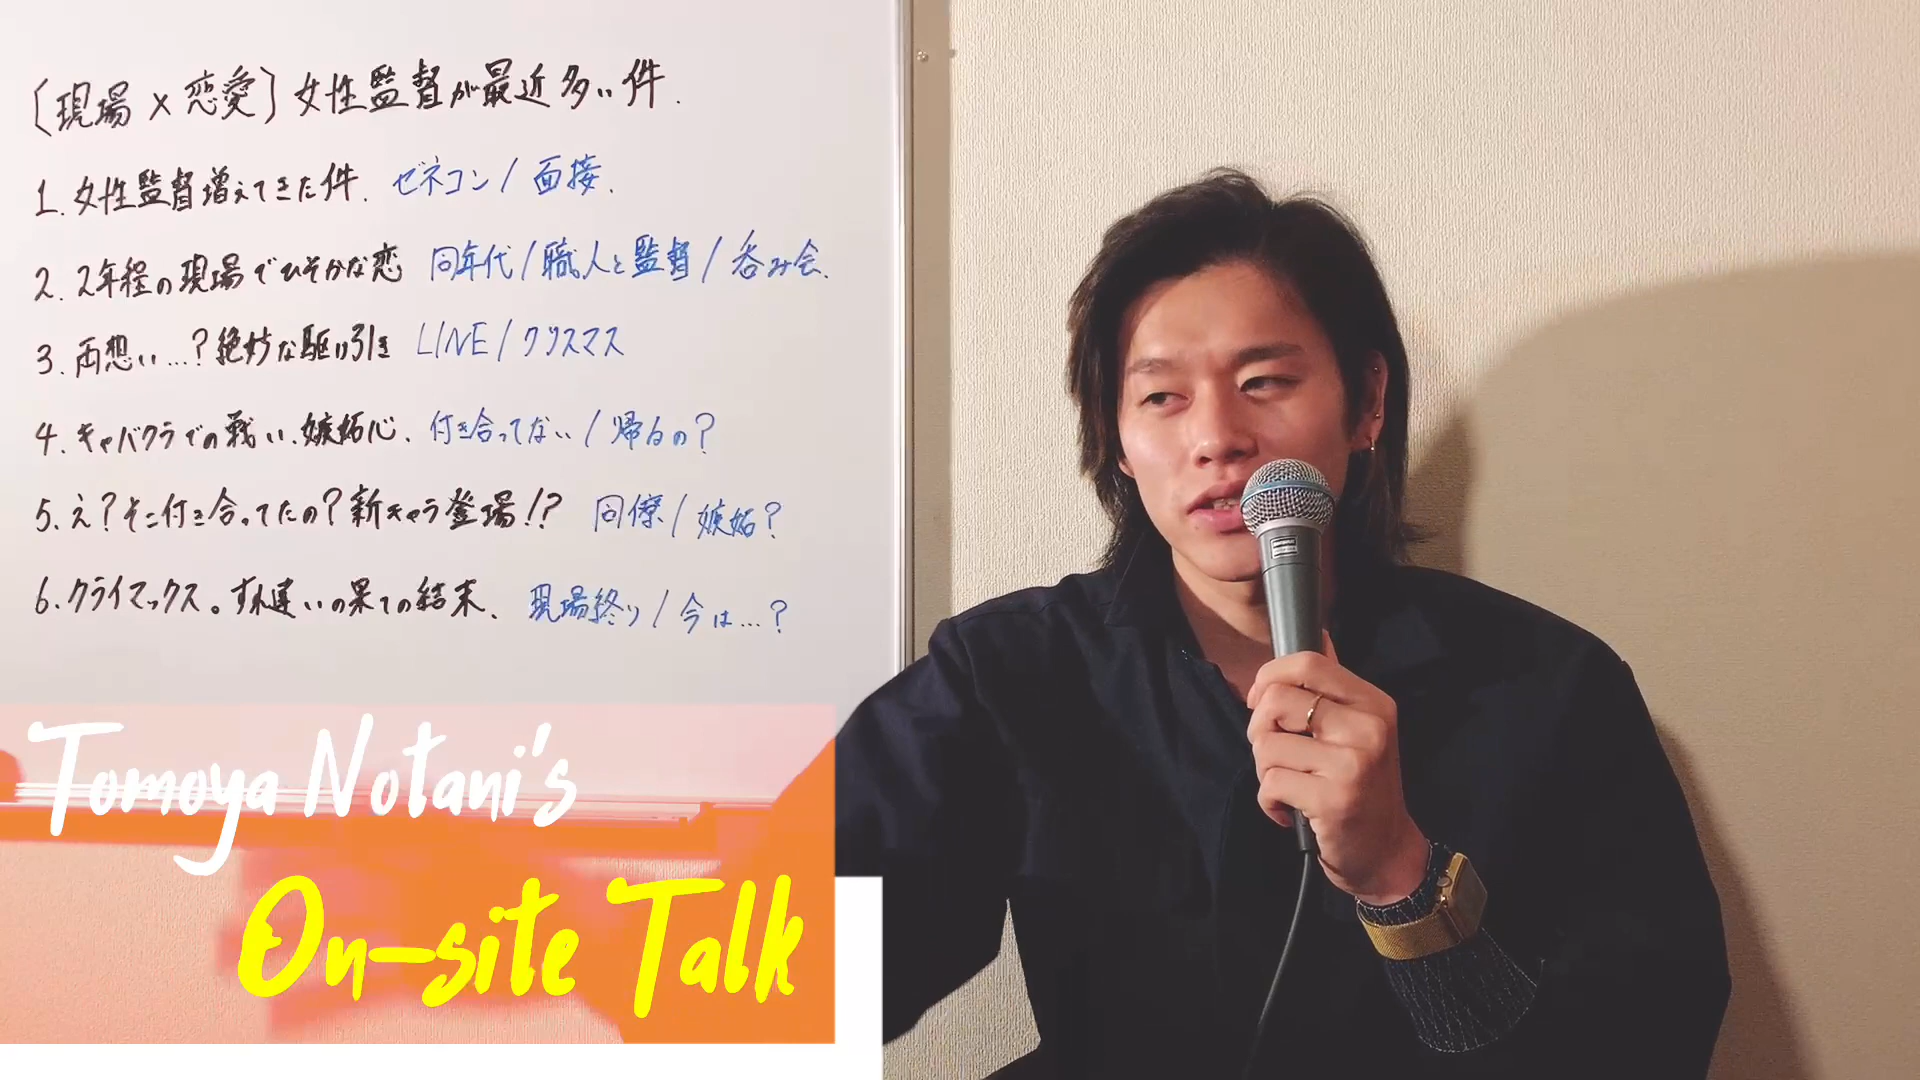 〔現場×恋愛〕女性監督が最近多い件.
1. 女性監督増えてきた件. ゼネコン/面接.
2. 2年程の現場でひそかな恋 同年代/職人と監督/呑み会.
3. 両想い...?絶妙な駆け引き LINE/クリスマス
4. キャバクラでの戦い、嫉妬心. 付き合ってない/帰るの?
5. え?そこ付き合ってたの?新キャラ登場!? 同僚/嫉妬?
6. クライマックス。すれ違いの果ての結末. 現場終り/今は...?
Tomoya Notani's
On-site Talk